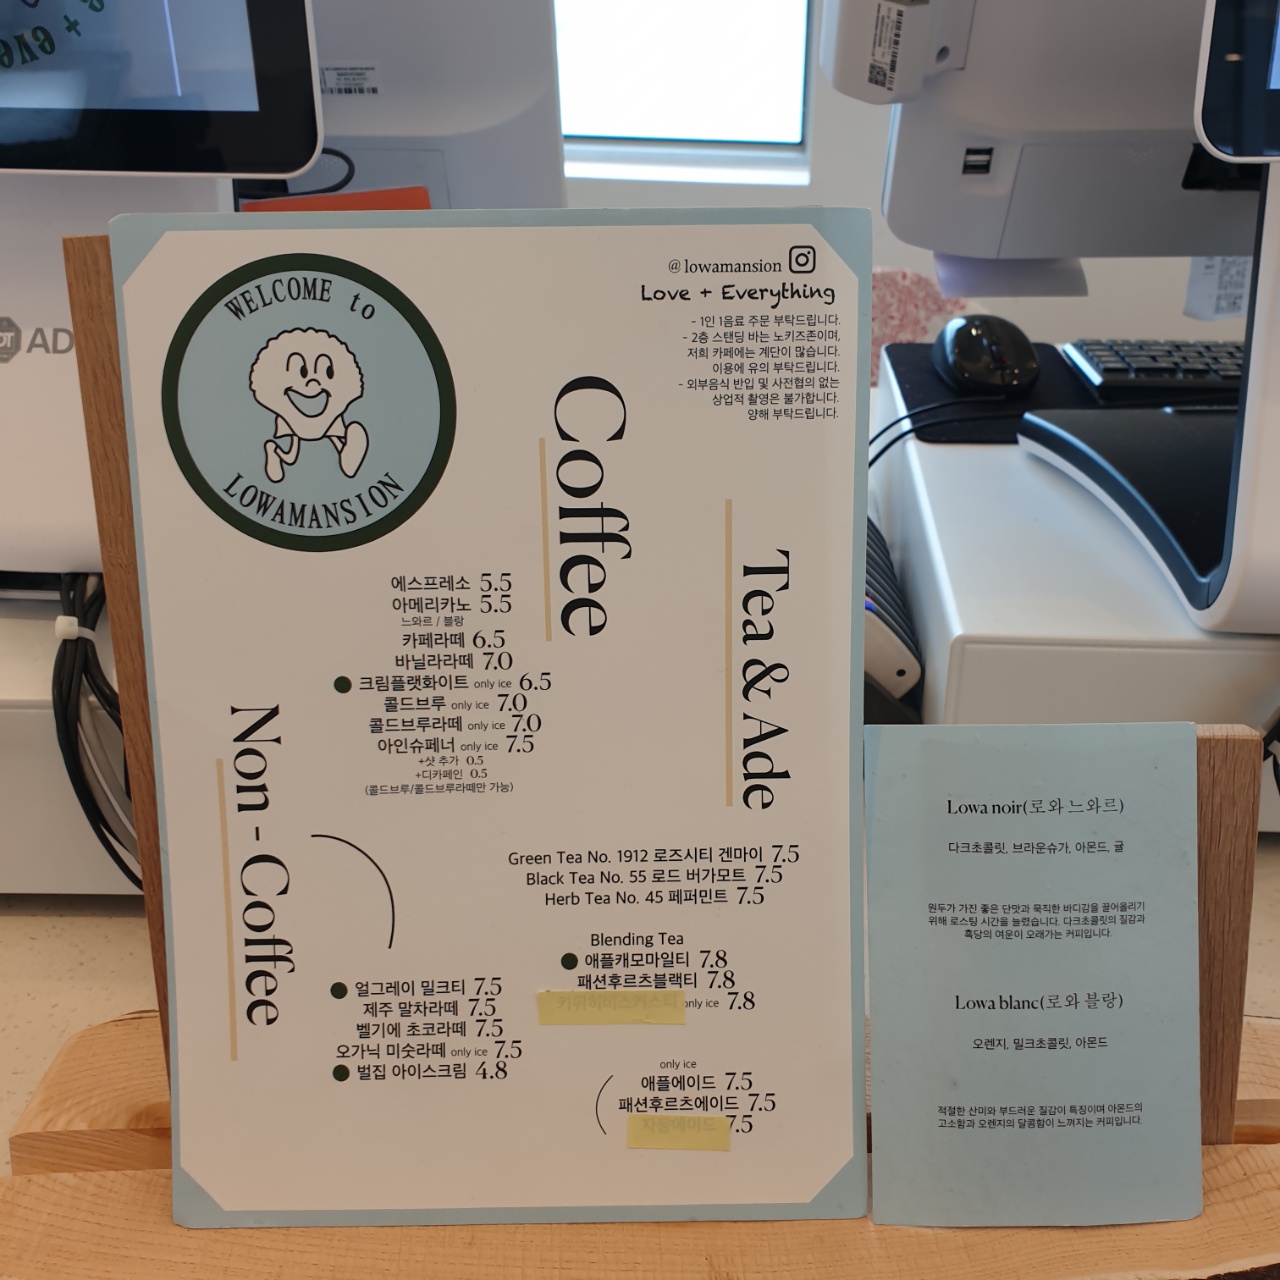 WELCOME to
LOWAMANSION
@lowamansion
Love + Everything
- 1인 1음료 주문 부탁드립니다.
- 2층 스탠딩 바는 노키즈존이며,
저희 카페에는 계단이 많습니다.
이용에 유의 부탁드립니다.
- 외부음식 반입 및 사전협의 없는
상업적 촬영은 불가합니다.
양해 부탁드립니다.
Coffee
에스프레소 5.5
아메리카노 5.5
느와르 / 블랑
카페라떼 6.5
바닐라라떼 7.0
크림플랫화이트 only ice 6.5
콜드브루 only ice 7.0
콜드브루라떼 only ice 7.0
아인슈페너 only ice 7.5
+샷 추가 0.5
+디카페인 0.5
(콜드브루/콜드브루라떼만 가능)
Non - Coffee
얼그레이 밀크티 7.5
제주 말차라떼 7.5
벨기에 초코라떼 7.5
오가닉 미숫라떼 only ice 7.5
벌집 아이스크림 4.8
Tea & Ade
Green Tea No. 1912 로즈시티 겐마이 7.5
Black Tea No. 55 로드 버가모트 7.5
Herb Tea No. 45 페퍼민트 7.5
Blending Tea
애플캐모마일티 7.8
패션후르츠블랙티 7.8
only ice 7.8
only ice
애플에이드 7.5
패션후르츠에이드 7.5
자몽에이드 7.5
Lowa noir(로와 느와르)
다크초콜릿, 브라운슈가, 아몬드, 귤
원두가 가진 좋은 단맛과 묵직한 바디감을 끌어올리기
위해 로스팅 시간을 늘렸습니다. 다크초콜릿의 질감과
흑당의 여운이 오래가는 커피입니다.
Lowa blanc(로와 블랑)
오렌지, 밀크초콜릿, 아몬드
적절한 산미와 부드러운 질감이 특징이며 아몬드의
고소함과 오렌지의 달콤함이 느껴지는 커피입니다.
AD
+ eve